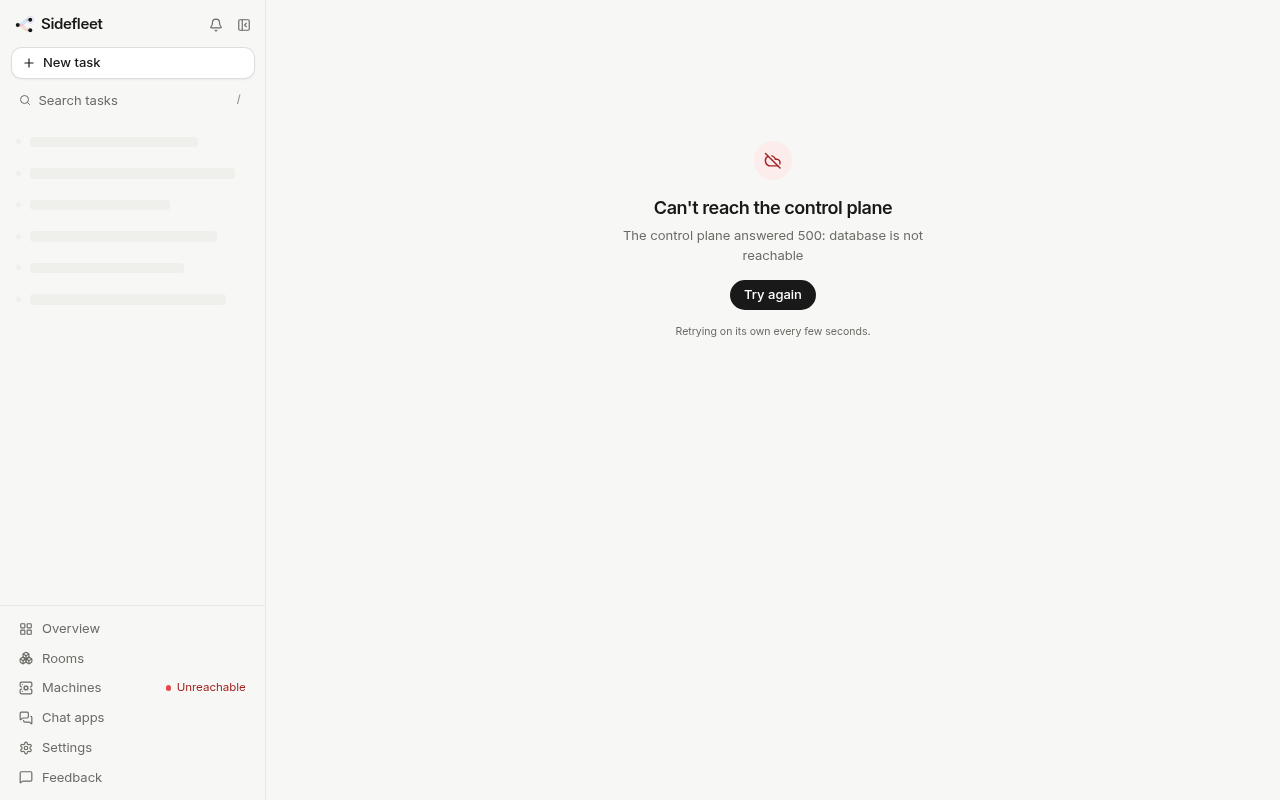 Sidefleet
New task
Search tasks /
Can't reach the control plane
The control plane answered 500: database is not
reachable
Try again
Retrying on its own every few seconds.
Overview
Rooms
Machines Unreachable
Chat apps
Settings
Feedback